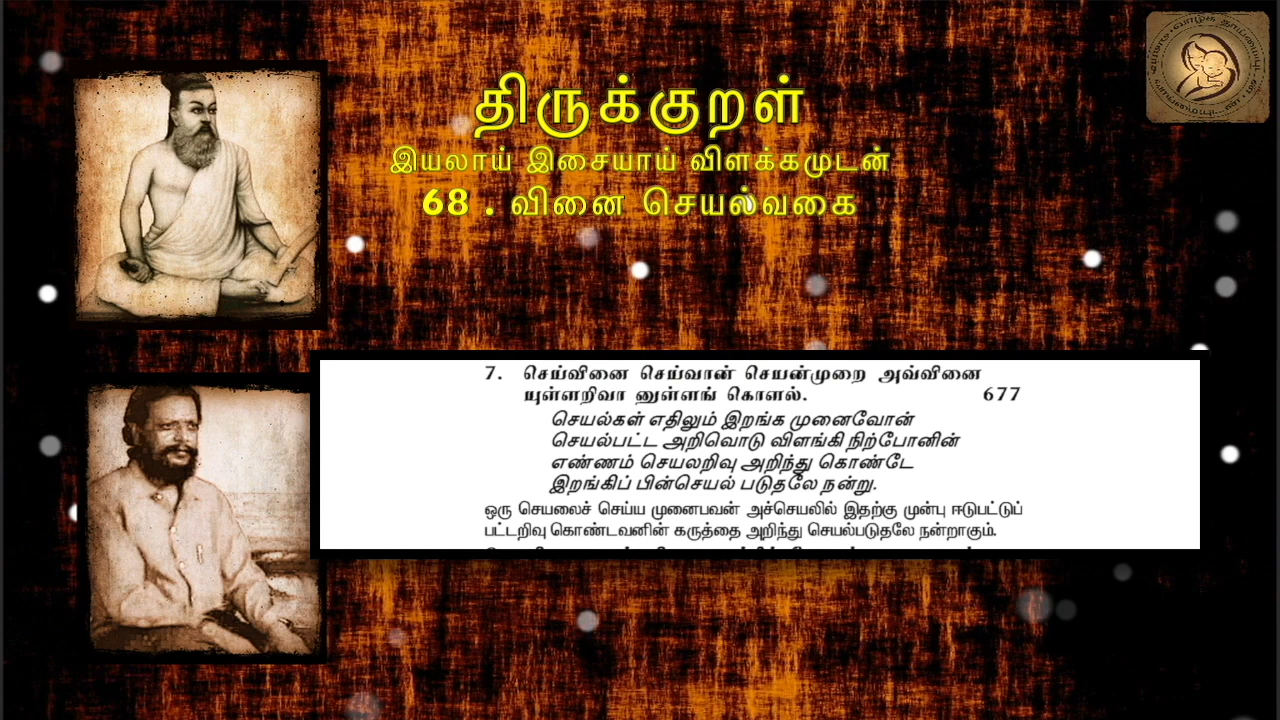 திருக்குறள்
இயலாய் இசையாய் விளக்கமுடன்
68 . வினை செயல்வகை
7. செய்வினை செய்வான் செயன்முறை அவ்வினை
யுள்ளறிவா னுள்ளங் கொளல். 677
செயல்கள் எதிலும் இறங்க முனைவோன்
செயல்பட்ட அறிவொடு விளங்கி நிற்போனின்
எண்ணம் செயலறிவு அறிந்து கொண்டே
இறங்கிப் பின்செயல் படுதலே நன்று.
ஒரு செயலைச் செய்ய முனைபவன் அச்செயலில் இதற்கு முன்பு ஈடுபட்டுப்
பட்டறிவு கொண்டவனின் கருத்தை அறிந்து செயல்படுதலே நன்றாகும்.